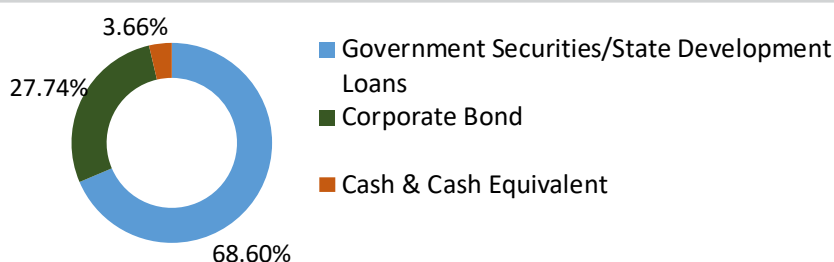 3.66%
27.74%
68.60%
Government Securities/State Development
Loans
Corporate Bond
Cash & Cash Equivalent